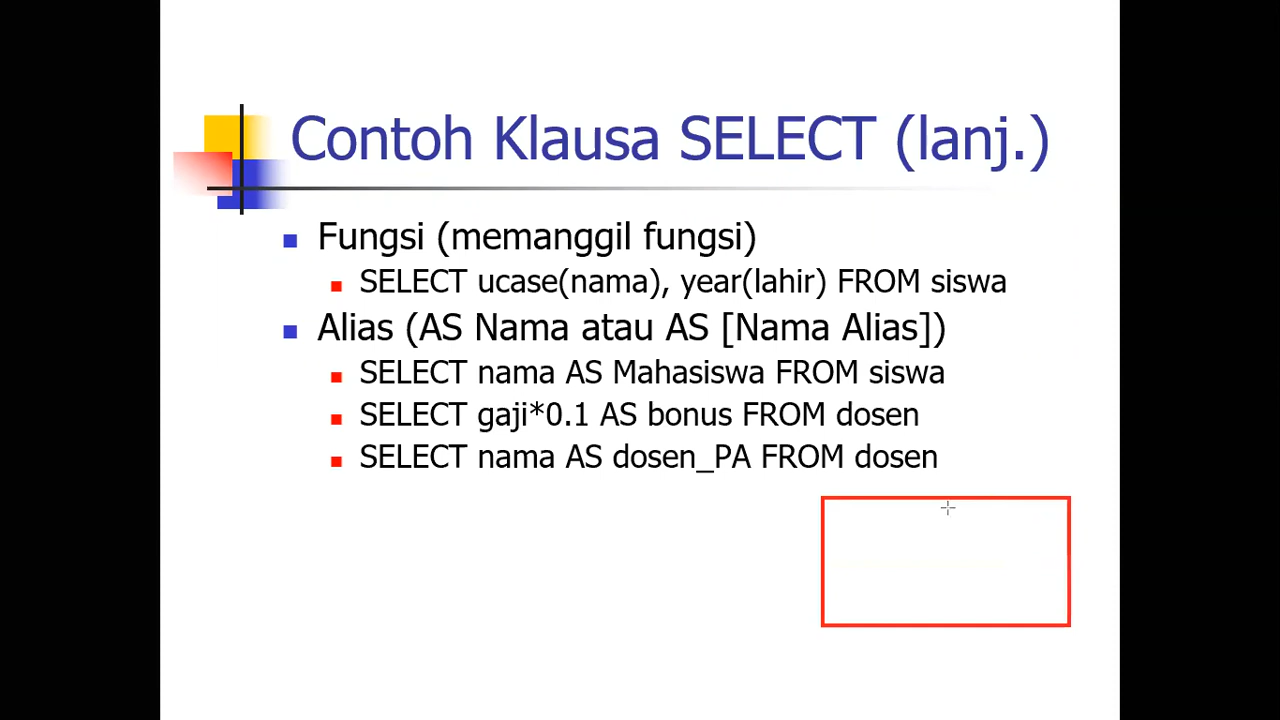 Contoh Klausa SELECT (lanj.)
Fungsi (memanggil fungsi)
SELECT ucase(nama), year(lahir) FROM siswa
Alias (AS Nama atau AS [Nama Alias])
SELECT nama AS Mahasiswa FROM siswa
SELECT gaji*0.1 AS bonus FROM dosen
SELECT nama AS dosen_PA FROM dosen